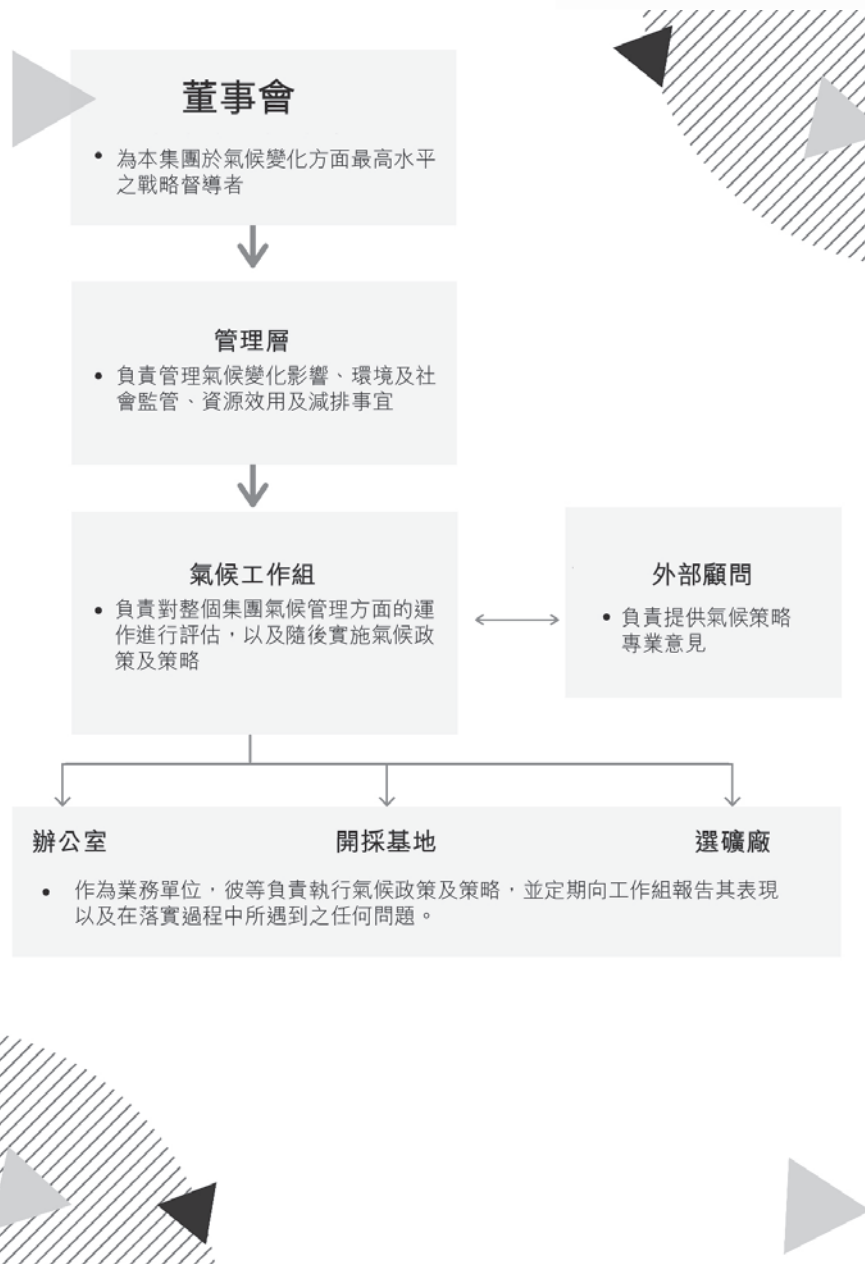 董事會
• 為本集團於氣候變化方面最高水平
之戰略督導者
管理層
• 負責管理氣候變化影響、環境及社
會監管、資源效用及減排事宜
氣候工作組
• 負責對整個集團氣候管理方面的運
作進行評估，以及隨後實施氣候政
策及策略
外部顧問
• 負責提供氣候策略
專業意見
辦公室
開採基地
選礦廠
• 作為業務單位，彼等負責執行氣候政策及策略，並定期向工作組報告其表現
以及在落實過程中所遇到之任何問題。